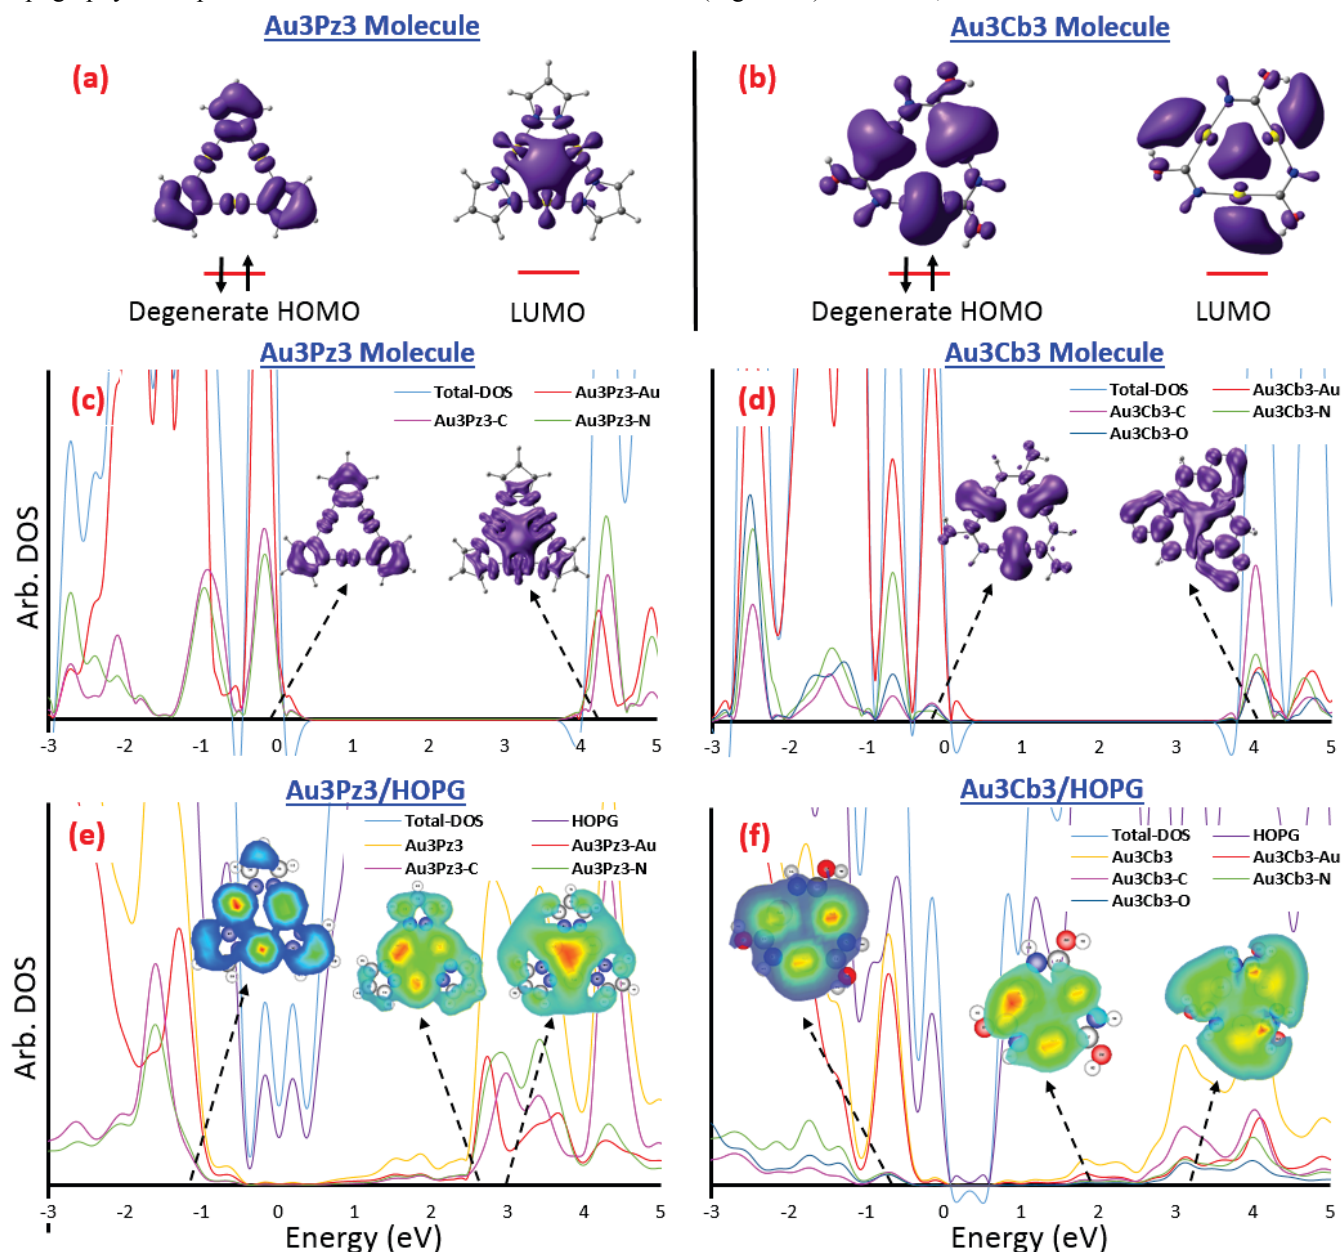 Au3Pz3 Molecule
Au3Cb3 Molecule
(a)
(b)
Degenerate HOMO
LUMO
Degenerate HOMO
LUMO
Au3Pz3 Molecule
Au3Cb3 Molecule
(c)
Total-DOS
Au3Pz3-Au
Au3Pz3-C
Au3Pz3-N
(d)
Total-DOS
Au3Cb3-Au
Au3Cb3-C
Au3Cb3-N
Au3Cb3-O
Arb. DOS
-3 -2 -1 0 1 2 3 4 5
-3 -2 -1 0 1 2 3 4 5
Au3Pz3/HOPG
Au3Cb3/HOPG
(e)
Total-DOS
HOPG
Au3Pz3
Au3Pz3-Au
Au3Pz3-C
Au3Pz3-N
(f)
Total-DOS
HOPG
Au3Cb3
Au3Cb3-Au
Au3Cb3-C
Au3Cb3-N
Au3Cb3-O
Arb. DOS
-3 -2 -1 0 1 2 3 4 5
-3 -2 -1 0 1 2 3 4 5
Energy (eV)
Energy (eV)